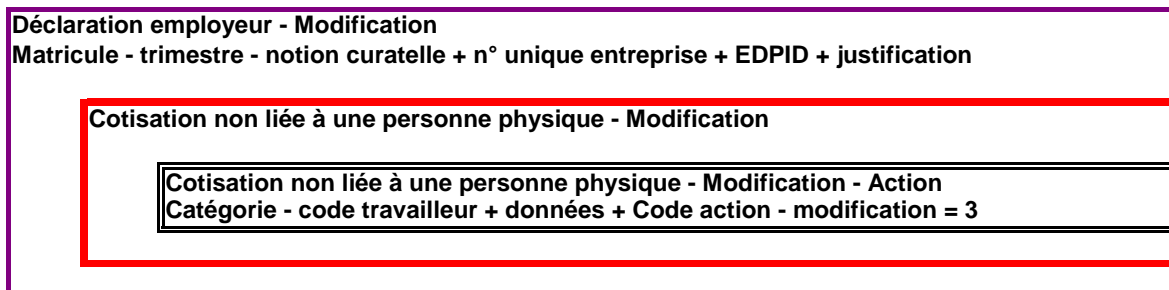 Déclaration employeur - Modification
Matricule - trimestre - notion curatelle + n° unique entreprise + EDPID + justification
Cotisation non liée à une personne physique - Modification
Cotisation non liée à une personne physique - Modification - Action
Catégorie - code travailleur + données + Code action - modification = 3